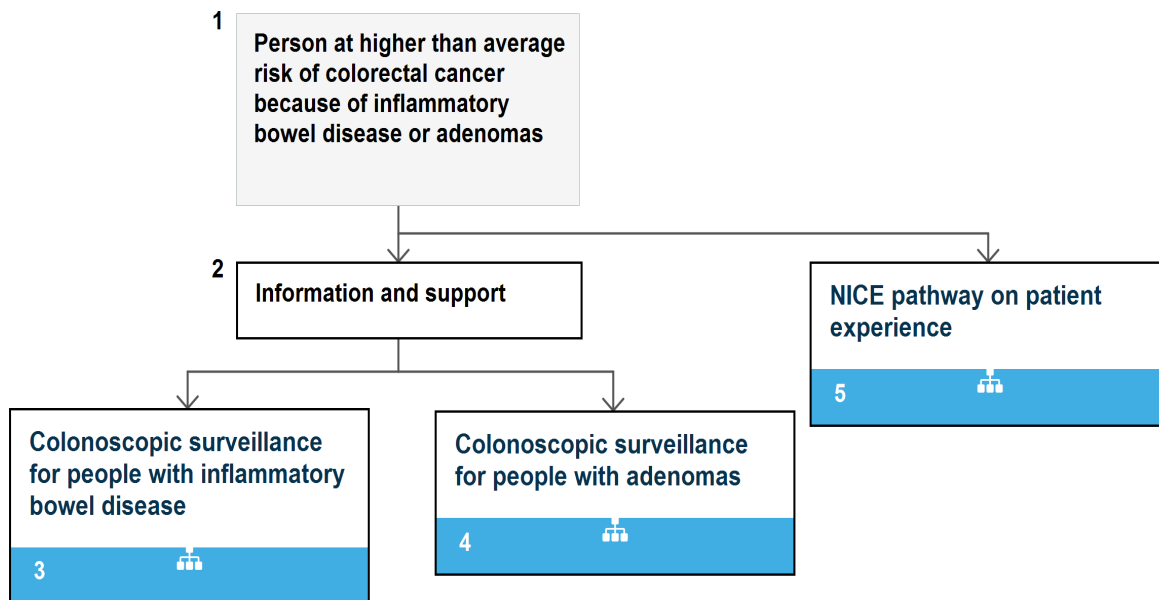 1
Person at higher than average
risk of colorectal cancer
because of inflammatory
bowel disease or adenomas
2
Information and support
NICE pathway on patient
experience
5
Colonoscopic surveillance
for people with inflammatory
bowel disease
3
Colonoscopic surveillance
for people with adenomas
4